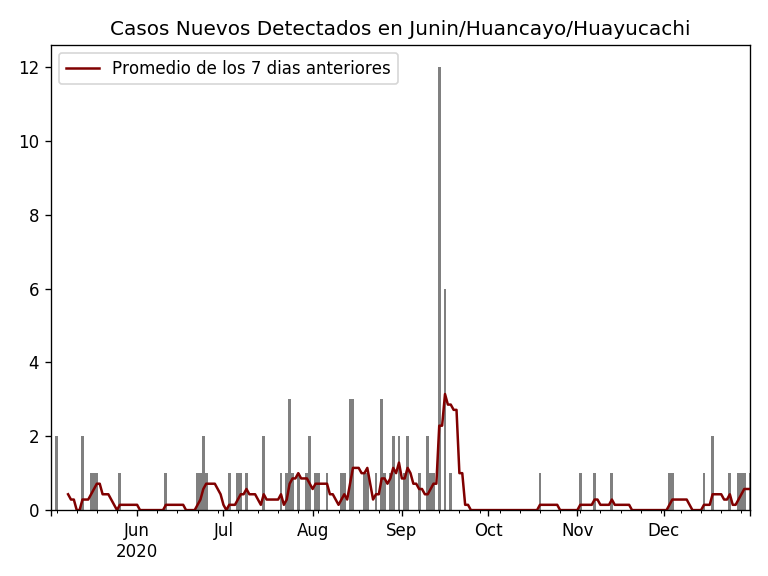 Casos Nuevos Detectados en Junin/Huancayo/Huayucachi
Promedio de los 7 dias anteriores
12
10
8
6
4
2
0
Jun Jul Aug Sep Oct Nov Dec
2020